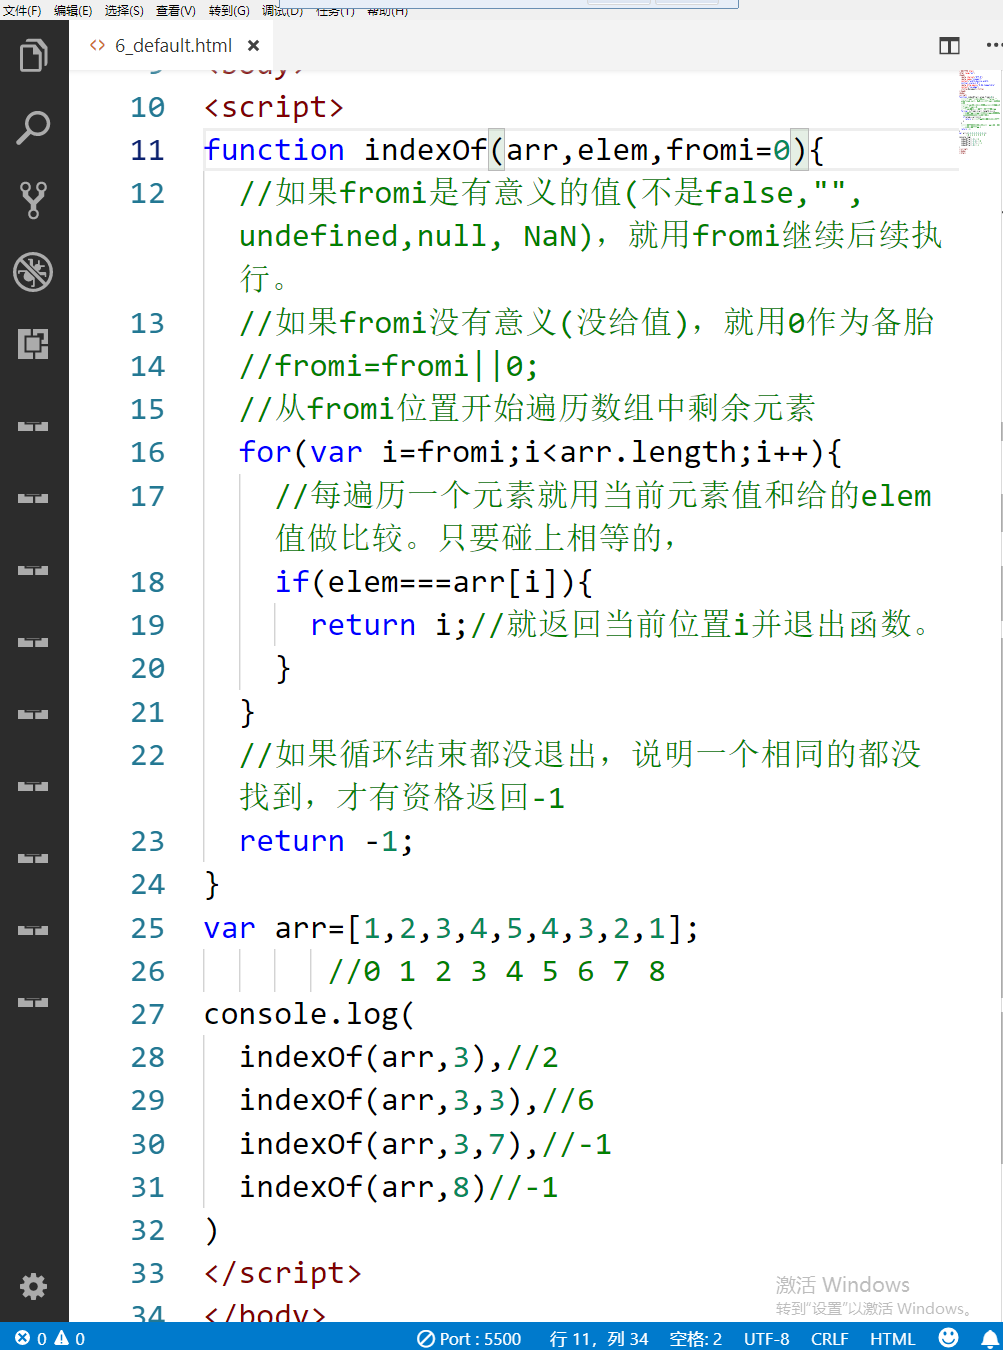 文件(F) 编辑(E) 选择(S) 查看(V) 转到(G) 调试(D) 任务(T) 帮助(H)
<> 6_default.html ×
9 <body>
10 <script>
11 function indexOf(arr,elem,fromi=0){
12 //如果fromi是有意义的值(不是false,"",
undefined,null, NaN)，就用fromi继续后续执
行。
13 //如果fromi没有意义(没给值)，就用0作为备胎
14 //fromi=fromi||0;
15 //从fromi位置开始遍历数组中剩余元素
16 for(var i=fromi;i<arr.length;i++){
17 //每遍历一个元素就用当前元素值和给的elem
值做比较。只要碰上相等的，
18 if(elem===arr[i]){
19 return i;//就返回当前位置i并退出函数。
20 }
21 }
22 //如果循环结束都没退出，说明一个相同的都没
找到，才有资格返回-1
23 return -1;
24 }
25 var arr=[1,2,3,4,5,4,3,2,1];
26 //0 1 2 3 4 5 6 7 8
27 console.log(
28 indexOf(arr,3),//2
29 indexOf(arr,3,3),//6
30 indexOf(arr,3,7),//-1
31 indexOf(arr,8)//-1
32 )
33 </script>
34 </body>
激活 Windows
转到"设置"以激活 Windows。
0 0 Port : 5500 行 11，列 34 空格: 2 UTF-8 CRLF HTML